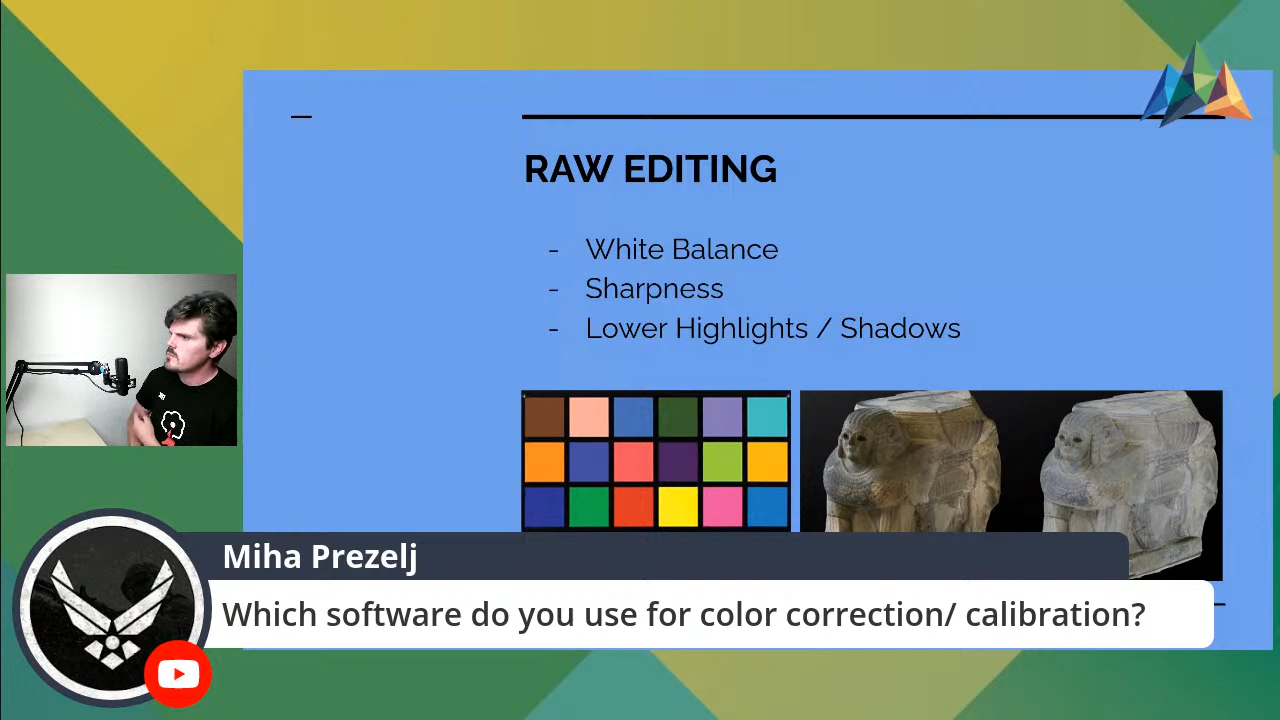 RAW EDITING
- White Balance
- Sharpness
- Lower Highlights / Shadows
Miha Prezelj
Which software do you use for color correction/ calibration?